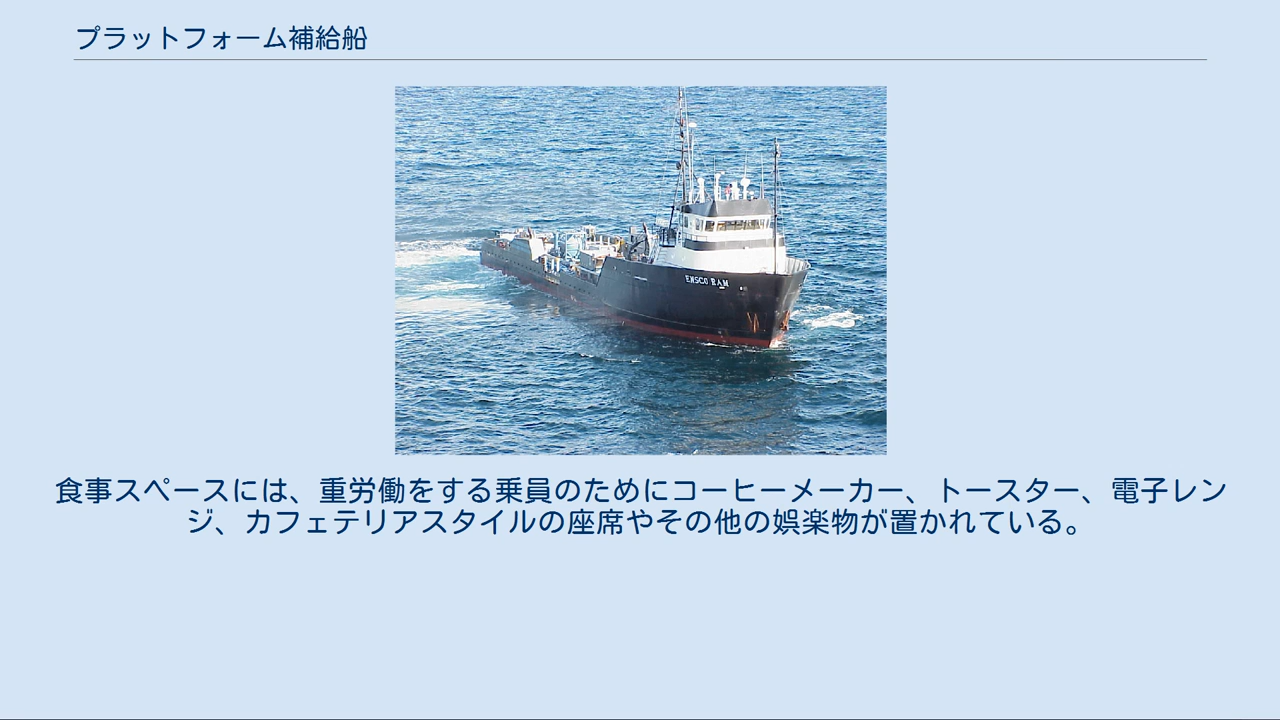 プラットフォーム補給船
ENSCO RAM
食事スペースには、重労働をする乗員のためにコーヒーメーカー、トースター、電子レン
ジ、カフェテリアスタイルの座席やその他の娯楽物が置かれている。